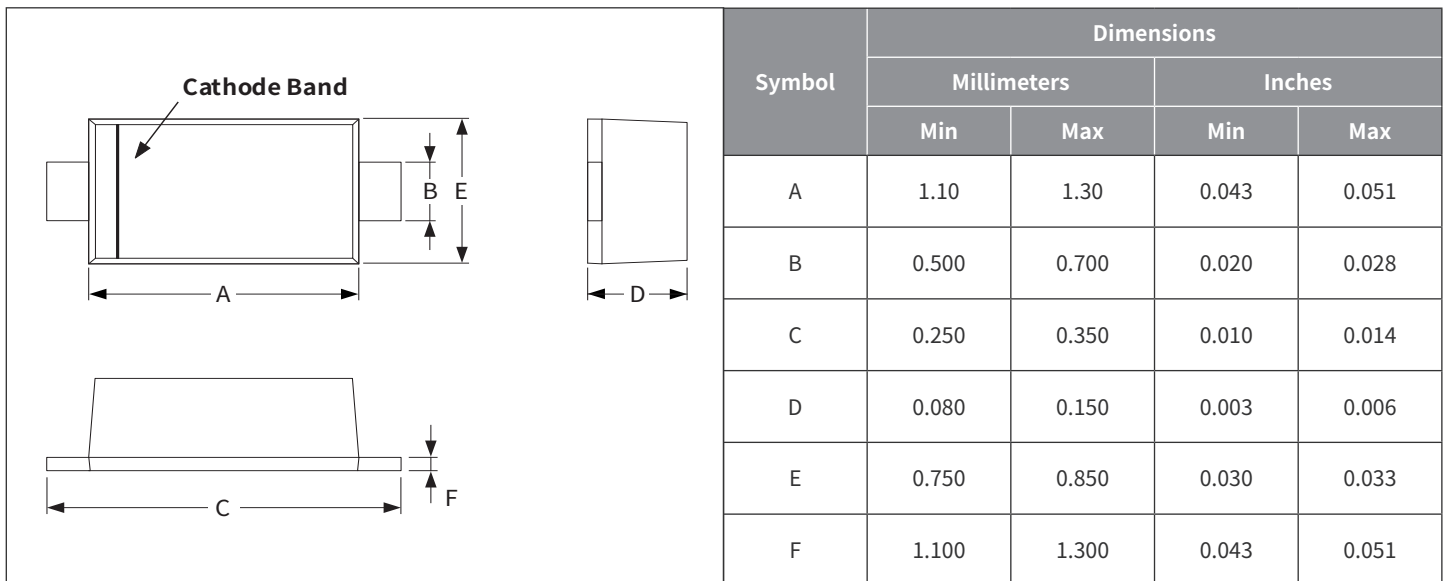 Cathode Band
B E
A
D
C
F
Symbol Dimensions
Millimeters Inches
Min Max Min Max
A 1.10 1.30 0.043 0.051
B 0.500 0.700 0.020 0.028
C 0.250 0.350 0.010 0.014
D 0.080 0.150 0.003 0.006
E 0.750 0.850 0.030 0.033
F 1.100 1.300 0.043 0.051